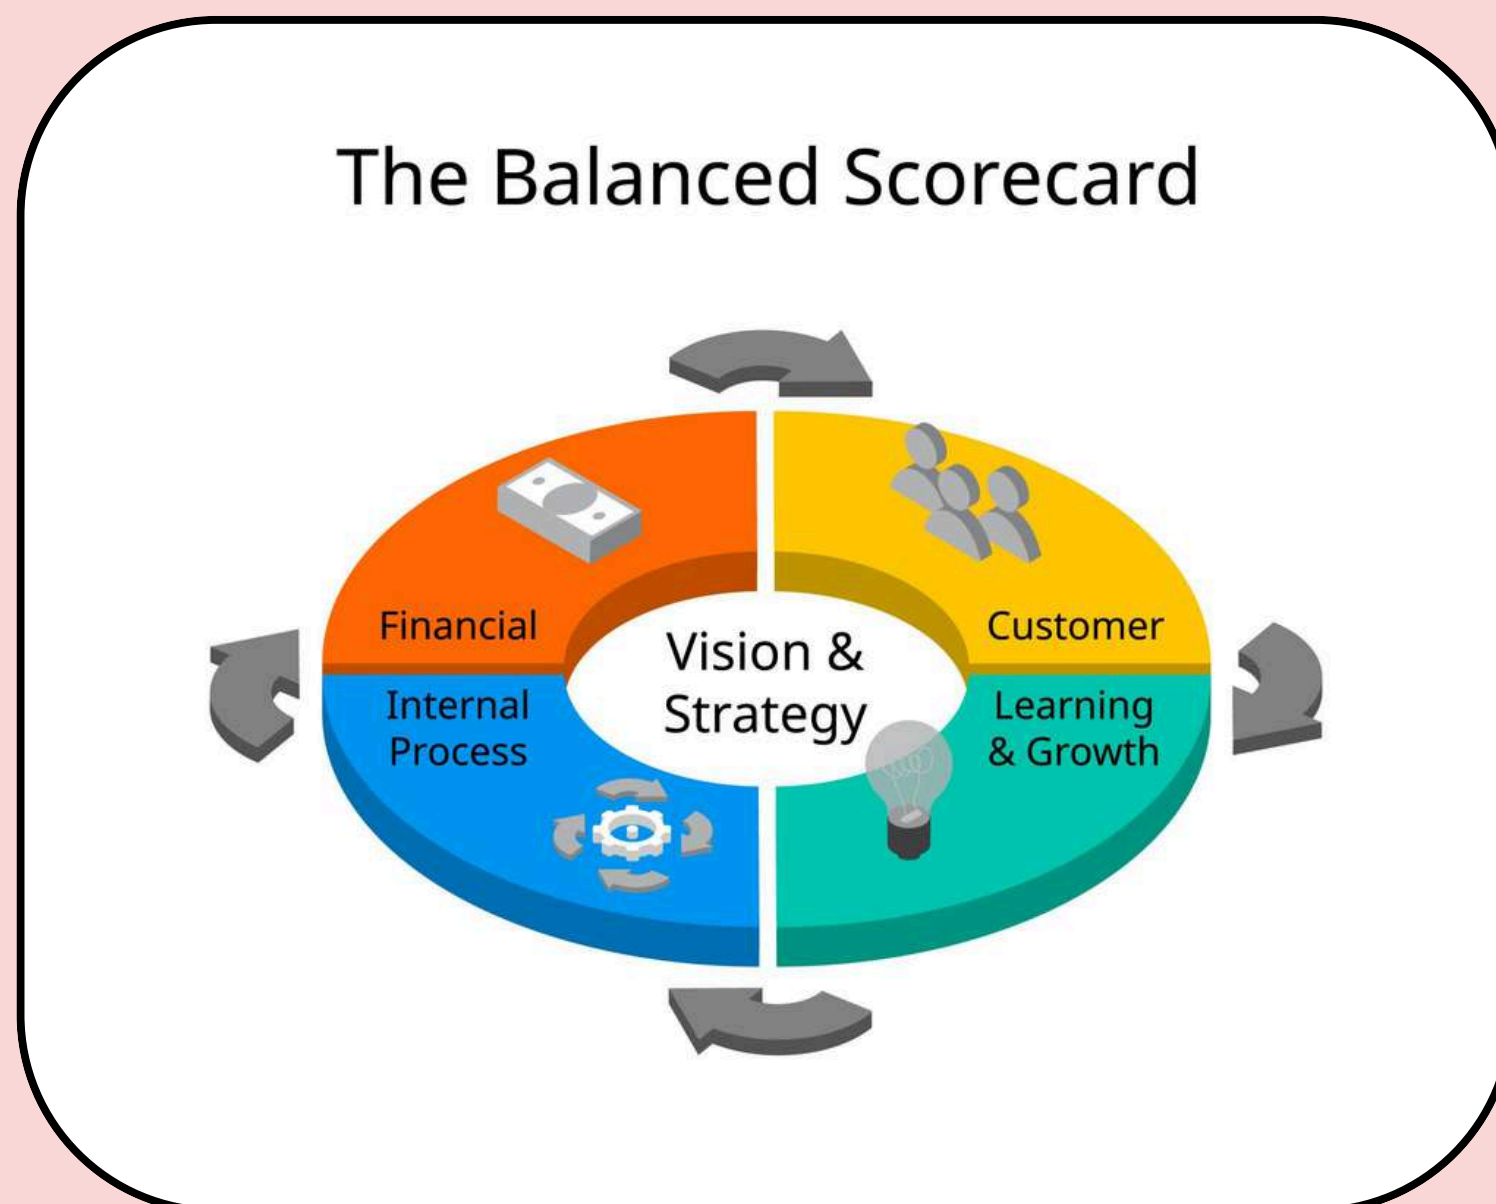 The Balanced Scorecard
Financial
Customer
Vision &
Strategy
Internal
Process
Learning
& Growth